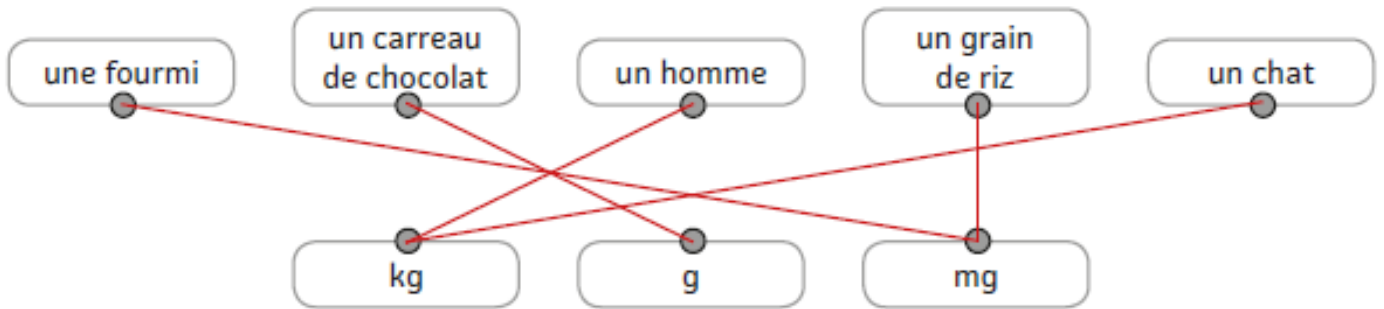 une fourmi
un carreau
de chocolat
un homme
un grain
de riz
un chat
kg
g
mg